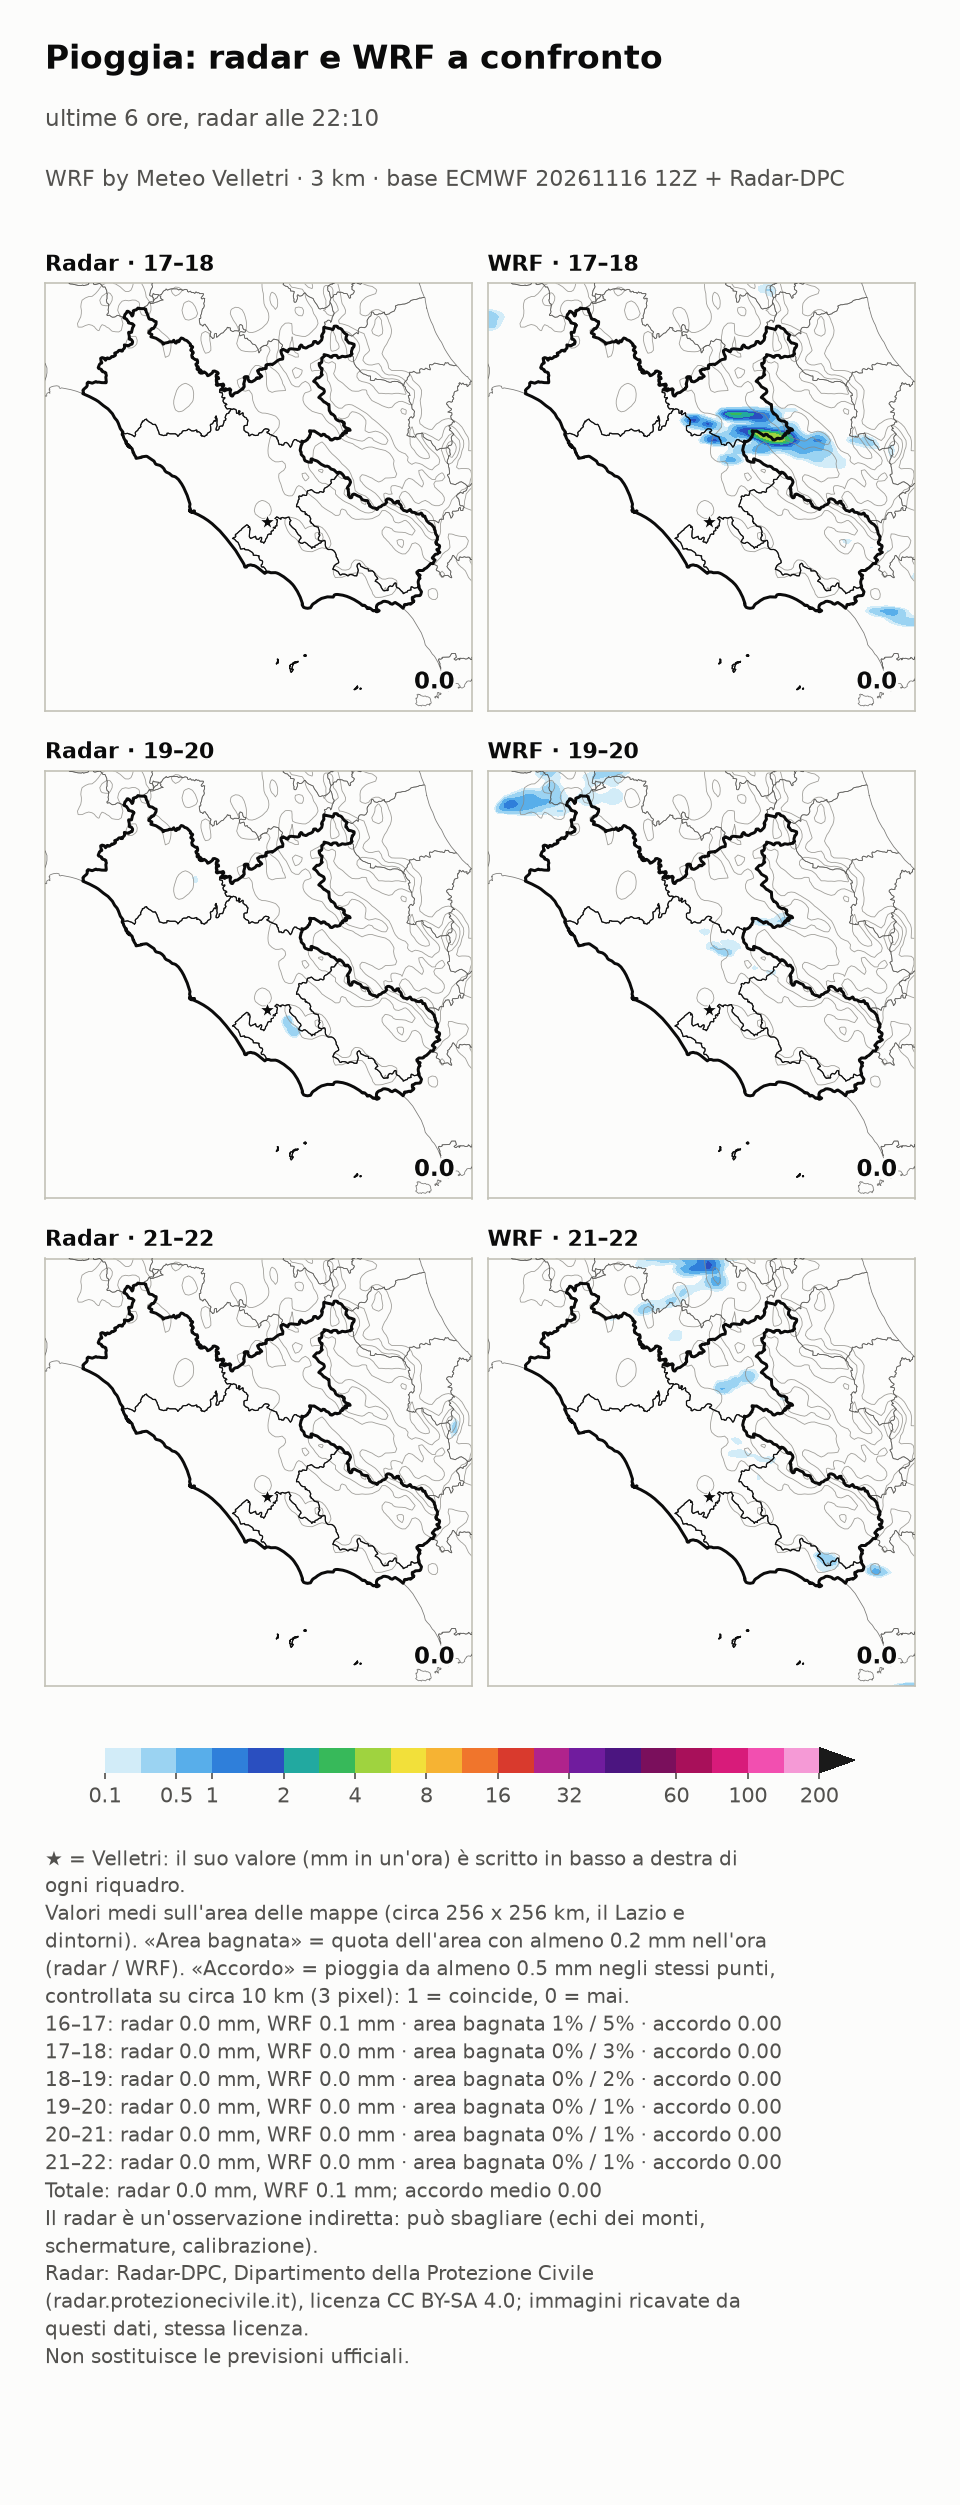 Pioggia: radar e WRF a confronto
ultime 6 ore, radar alle 22:10
WRF by Meteo Velletri · 3 km · base ECMWF 20261116 12Z + Radar-DPC
Radar · 17–18
WRF · 17–18
0.0
0.0
Radar · 19–20
WRF · 19–20
0.0
0.0
Radar · 21–22
WRF · 21–22
0.0
0.0
0.1 0.5 1 2 4 8 16 32 60 100 200
★ = Velletri: il suo valore (mm in un'ora) è scritto in basso a destra di
ogni riquadro.
Valori medi sull'area delle mappe (circa 256 x 256 km, il Lazio e
dintorni). «Area bagnata» = quota dell'area con almeno 0.2 mm nell'ora
(radar / WRF). «Accordo» = pioggia da almeno 0.5 mm negli stessi punti,
controllata su circa 10 km (3 pixel): 1 = coincide, 0 = mai.
16–17: radar 0.0 mm, WRF 0.1 mm · area bagnata 1% / 5% · accordo 0.00
17–18: radar 0.0 mm, WRF 0.0 mm · area bagnata 0% / 3% · accordo 0.00
18–19: radar 0.0 mm, WRF 0.0 mm · area bagnata 0% / 2% · accordo 0.00
19–20: radar 0.0 mm, WRF 0.0 mm · area bagnata 0% / 1% · accordo 0.00
20–21: radar 0.0 mm, WRF 0.0 mm · area bagnata 0% / 1% · accordo 0.00
21–22: radar 0.0 mm, WRF 0.0 mm · area bagnata 0% / 1% · accordo 0.00
Totale: radar 0.0 mm, WRF 0.1 mm; accordo medio 0.00
Il radar è un'osservazione indiretta: può sbagliare (echi dei monti,
schermature, calibrazione).
Radar: Radar-DPC, Dipartimento della Protezione Civile
(radar.protezionecivile.it), licenza CC BY-SA 4.0; immagini ricavate da
questi dati, stessa licenza.
Non sostituisce le previsioni ufficiali.